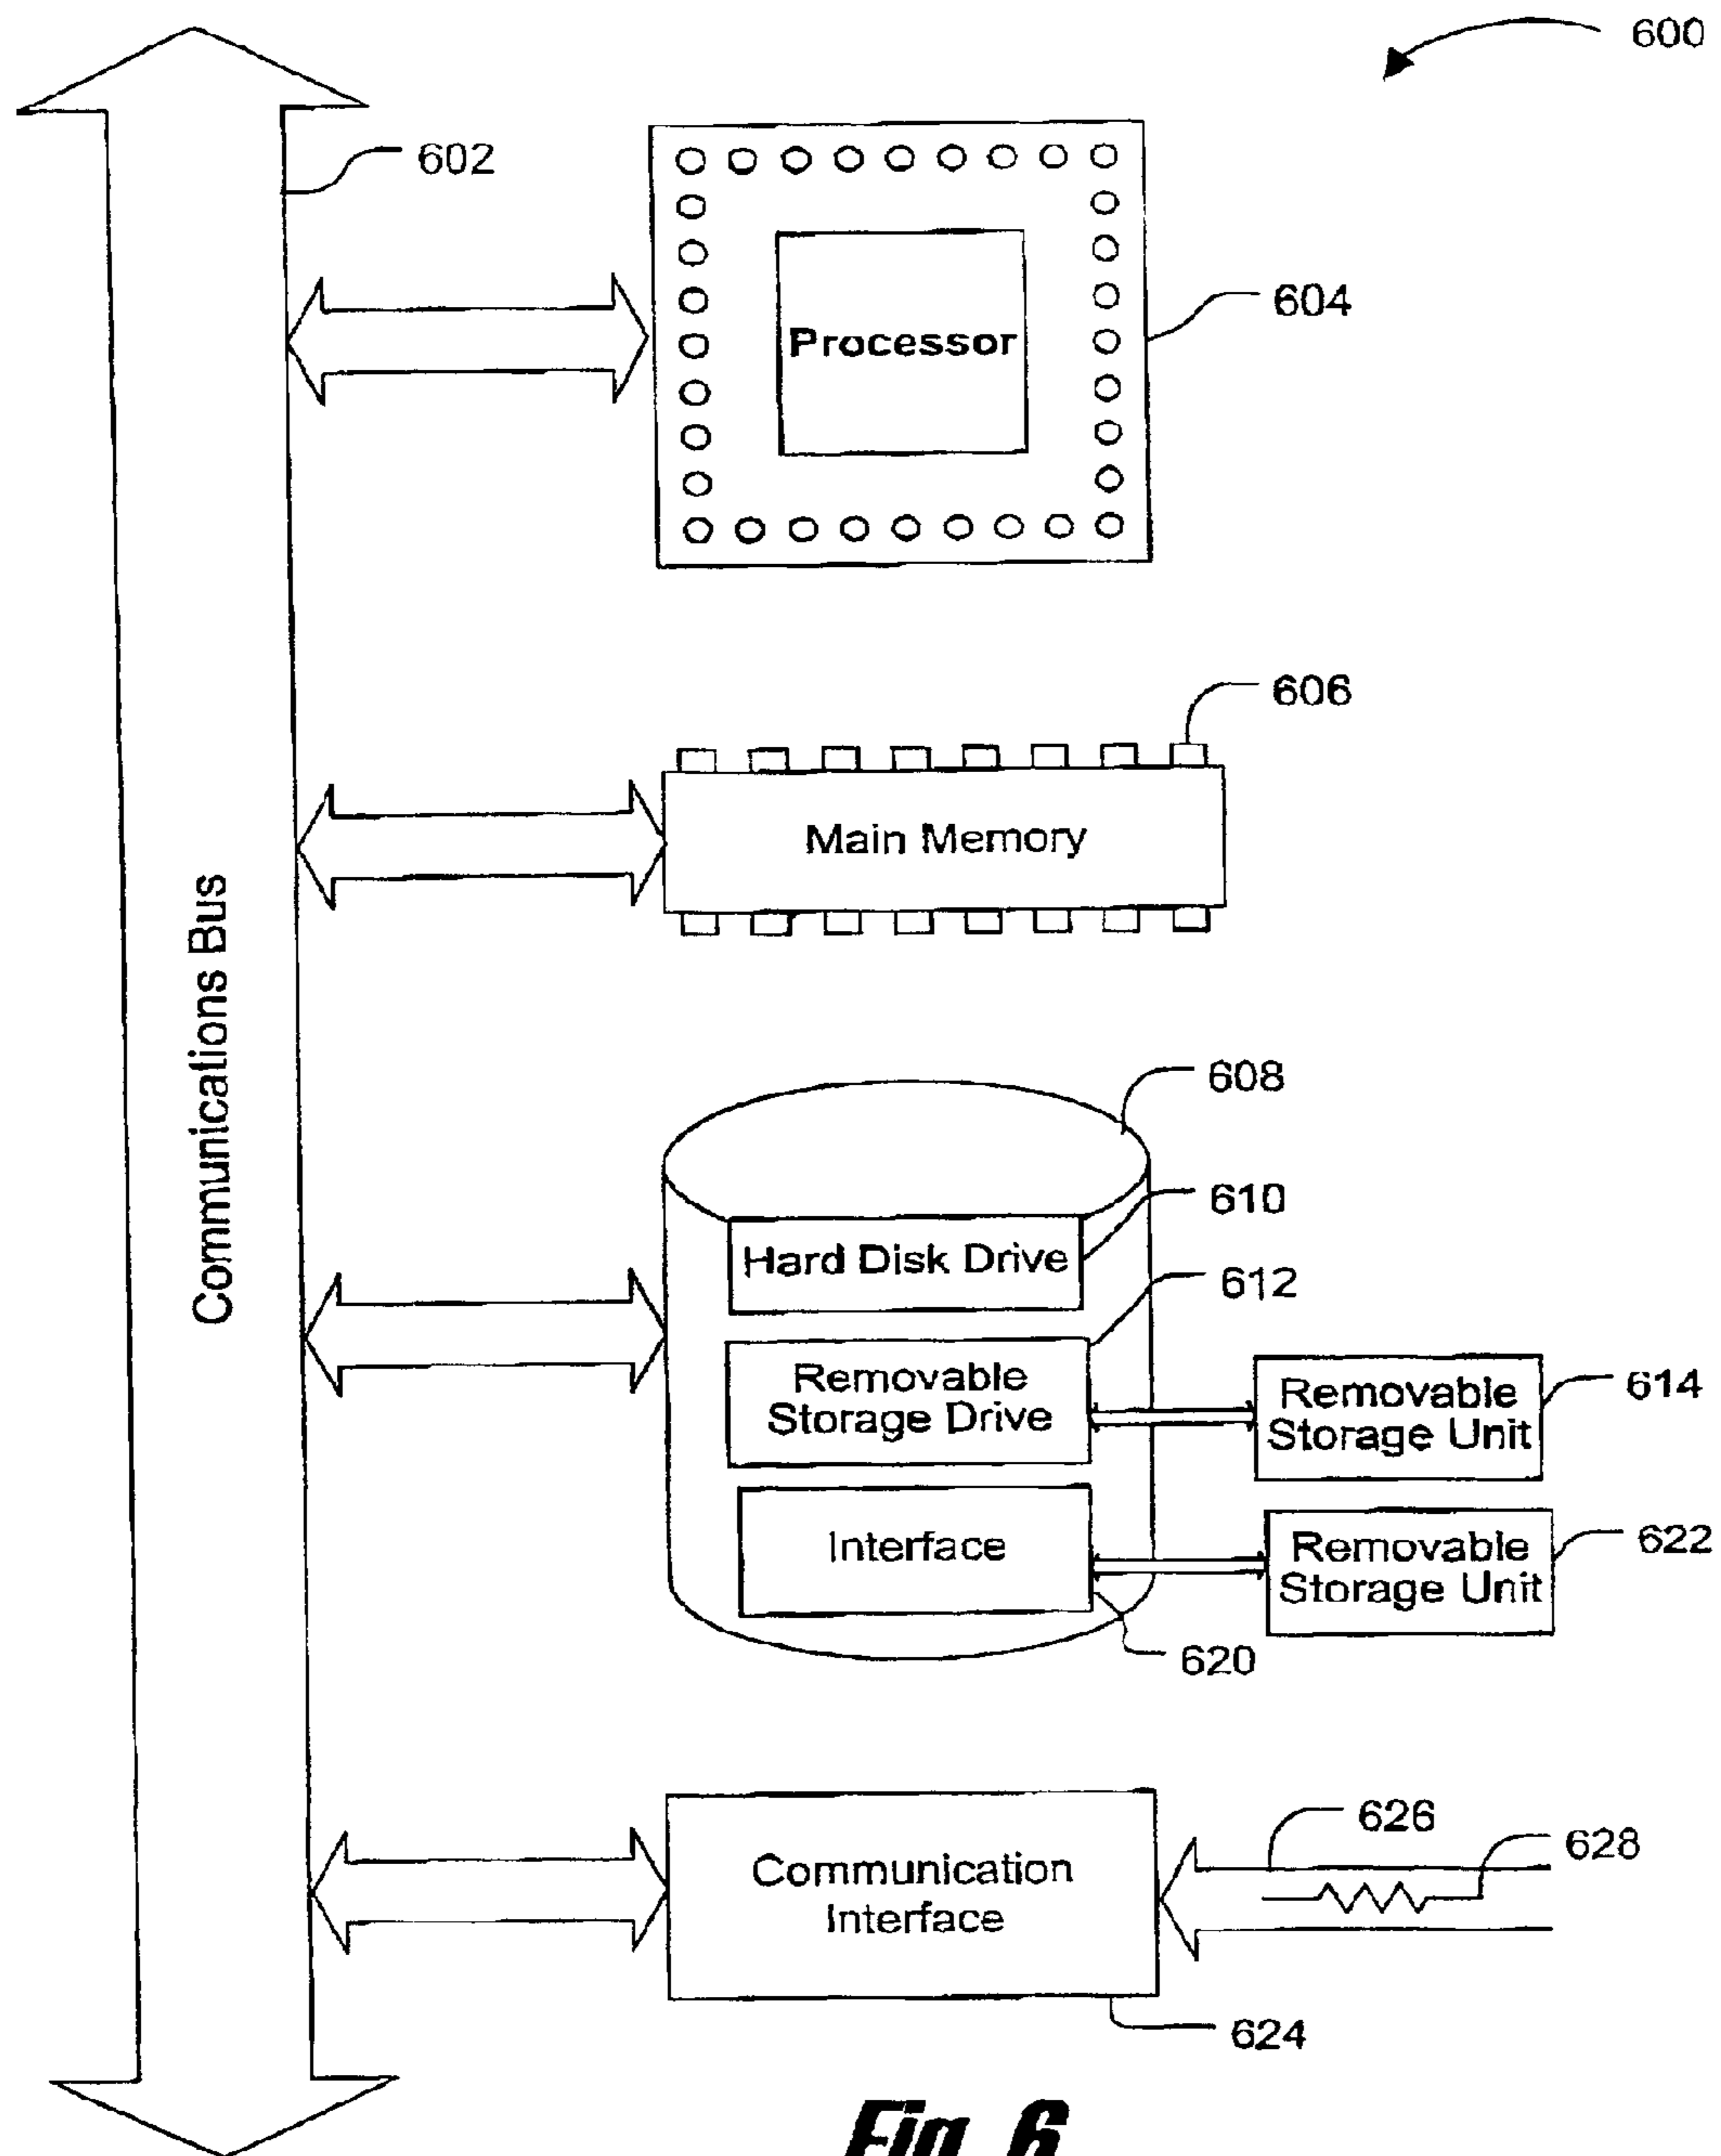 600
602
Processor
604
606
Main Memory
Communications Bus
608
610
Hard Disk Drive
612
Removable
Storage Drive
Removable
Storage Unit
614
Interface
Removable
Storage Unit
622
620
626
628
Communication
Interface
624
Fig. 6